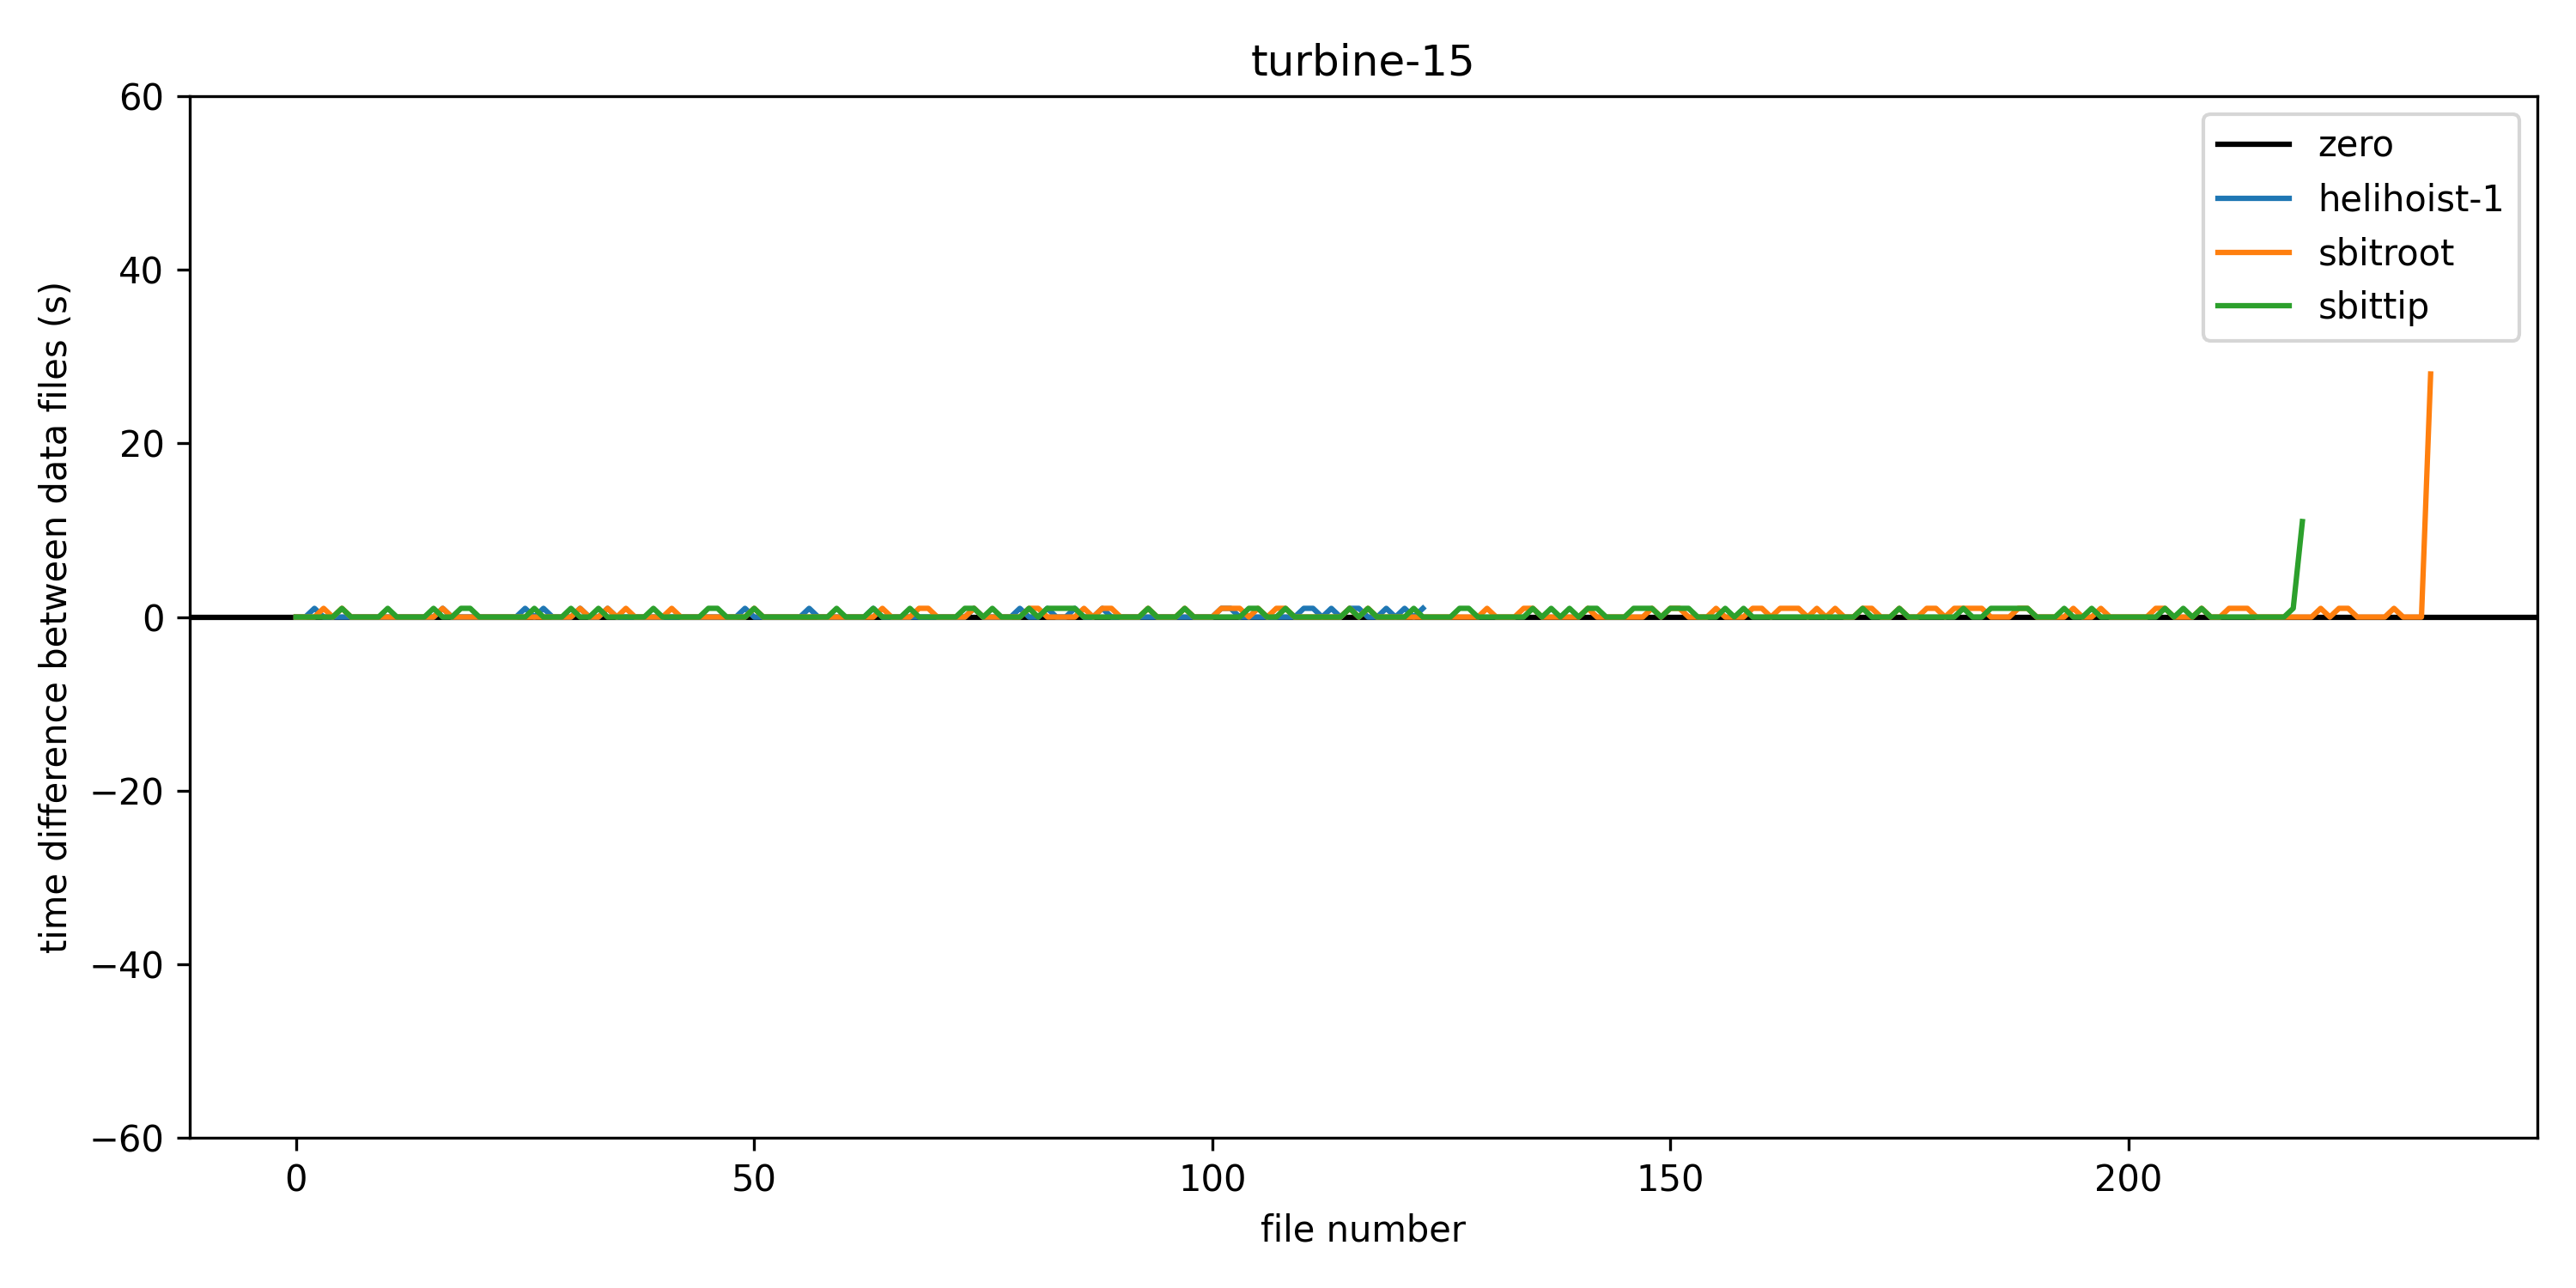 turbine-15
60
40
20
0
−20
−40
−60
time difference between data files (s)
zero
helihoist-1
sbitroot
sbittip
0 50 100 150 200
file number